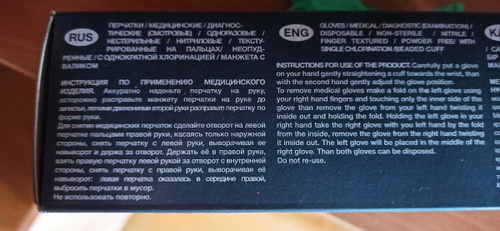 RUS
ПЕРЧАТКИ / МЕДИЦИНСКИЕ / ДИАГНОС-
ТИЧЕСКИЕ (СМОТРОВЫЕ) / ОДНОРАЗОВЫЕ /
НЕСТЕРИЛЬНЫЕ / НИТРИЛОВЫЕ / ТЕКСТУ-
РИРОВАННЫЕ НА ПАЛЬЦАХ/ НЕОПУД-
РЕННЫЕ / С ОДНОКРАТНОЙ ХЛОРИНАЦИЕЙ / МАНЖЕТА С
ВАЛИКОМ
ИНСТРУКЦИЯ ПО ПРИМЕНЕНИЮ МЕДИЦИНСКОГО
ИЗДЕЛИЯ. Аккуратно наденьте перчатку на руку,
осторожно расправьте манжету перчатки на руке до
запястья, легкими движениями второй руки расправьте перчатку по
форме руки.
Для снятия медицинских перчаток сделайте отворот на левой
перчатке пальцами правой руки, касаясь только наружной
стороны, снять перчатку с левой руки, выворачивая её
наизнанку и держа за отворот. Держать её в правой руке,
взять правую перчатку левой рукой за отворот с внутренней
стороны, снять перчатку с правой руки, выворачивая её
наизнанку: левая перчатка оказалась в середине правой,
выбросить перчатки в мусор.
Не использовать повторно.
ENG
GLOVES / MEDICAL / DIAGNOSTIC (EXAMINATION) /
DISPOSABLE / NON-STERILE / NITRILE /
FINGER TEXTURED / POWDER FREE/ WITH
SINGLE CHLORINATION /BEADED CUFF
INSTRUCTIONS FOR USE OF THE PRODUCT. Carefully put a glove
on your hand gently straightening a cuff towards the wrist, than
with the second hand gently adjust the glove position.
To remove medical gloves make a fold on the left glove using
your right hand fingers and touching only the inner side of the
glove than remove the glove from your left hand twisting it
inside out and holding the fold. Holding the left glove in your
right hand take the right glove with you left hand by the fold
from the inside, remove the glove from the right hand twisting
it inside out. The left glove will be placed in the middle of the
right glove. Than both gloves can be disposed.
Do not re-use.